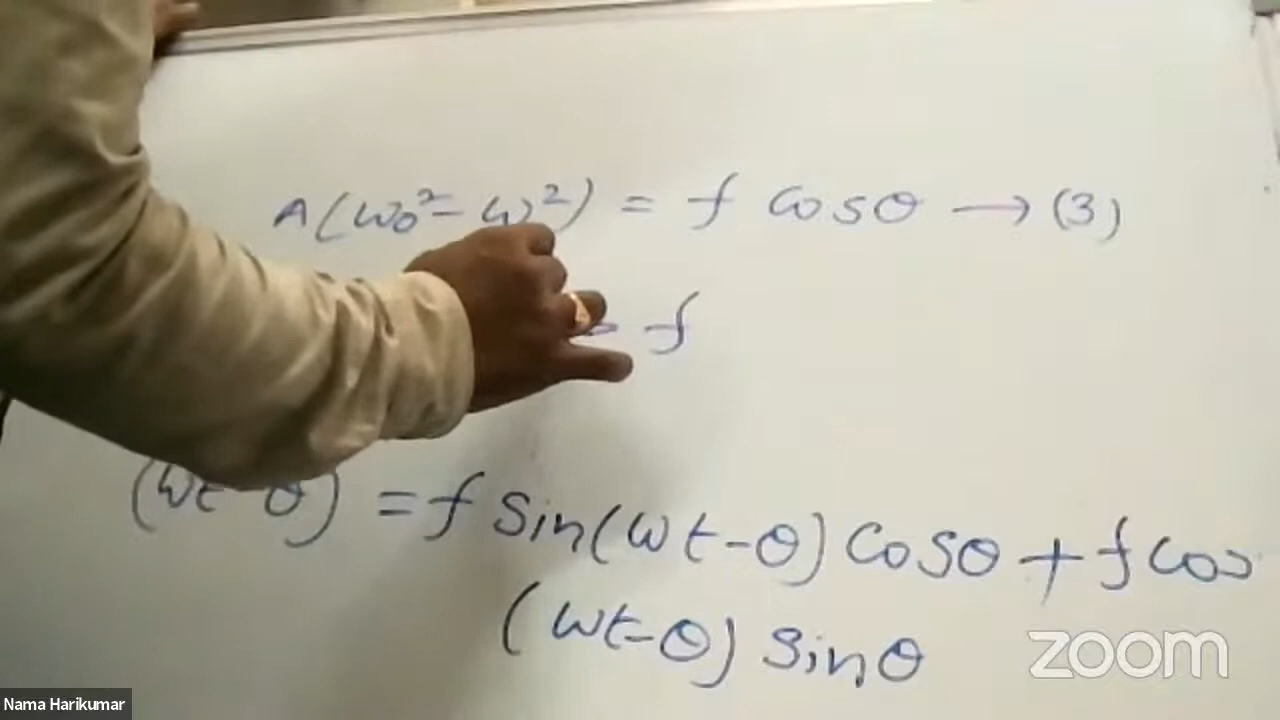 A(ω₀² - ω²) = f cosθ → (3)
= f
(ωt-θ) = f sin(ωt-θ) cosθ + f cos
(ωt-θ) sinθ
zoom
Nama Harikumar